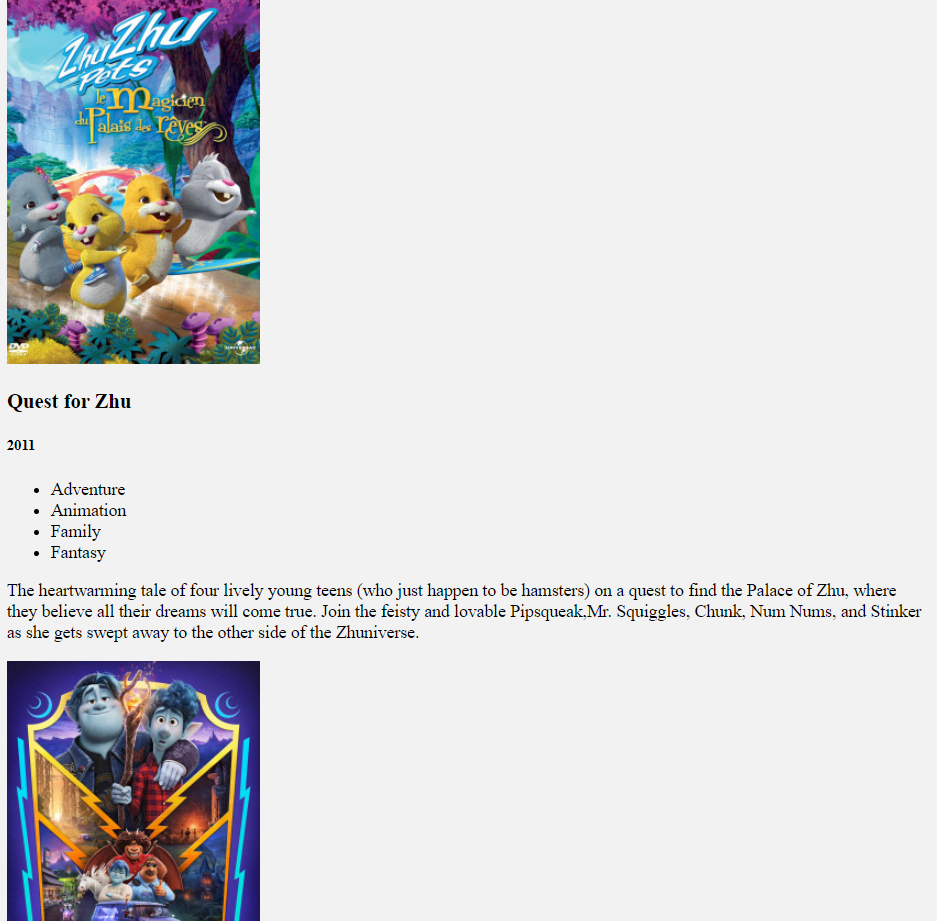 ZhuZhu
Pets
le magicien
du Palais des rêves
DVD
UNIVERSAL
Quest for Zhu
2011
Adventure
Animation
Family
Fantasy
The heartwarming tale of four lively young teens (who just happen to be hamsters) on a quest to find the Palace of Zhu, where
they believe all their dreams will come true. Join the feisty and lovable Pipsqueak,Mr. Squiggles, Chunk, Num Nums, and Stinker
as she gets swept away to the other side of the Zhuniverse.